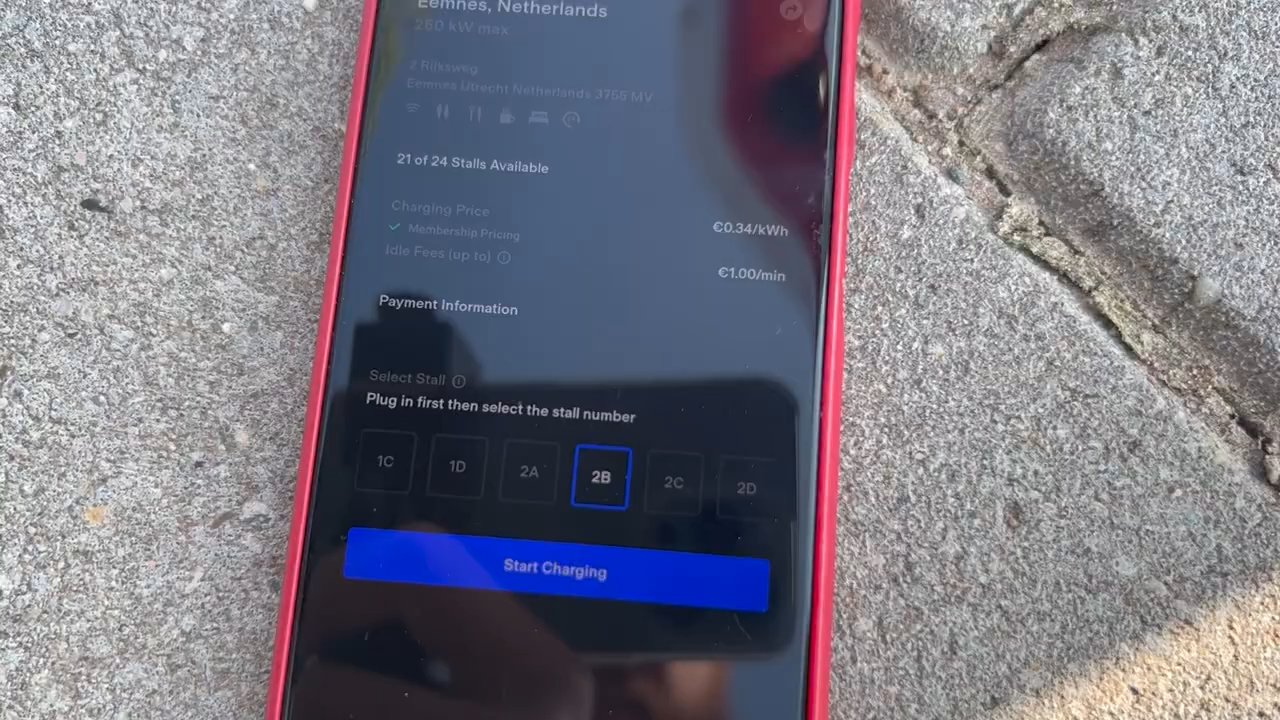 Eemnes, Netherlands
250 kW max
2 Rijksweg
Eemnes Utrecht Netherlands 3755 MV
21 of 24 Stalls Available
Charging Price
Membership Pricing €0.34/kWh
Idle Fees (up to) €1.00/min
Payment Information
Select Stall
Plug in first then select the stall number
1C 1D 2A 2B 2C 2D
Start Charging